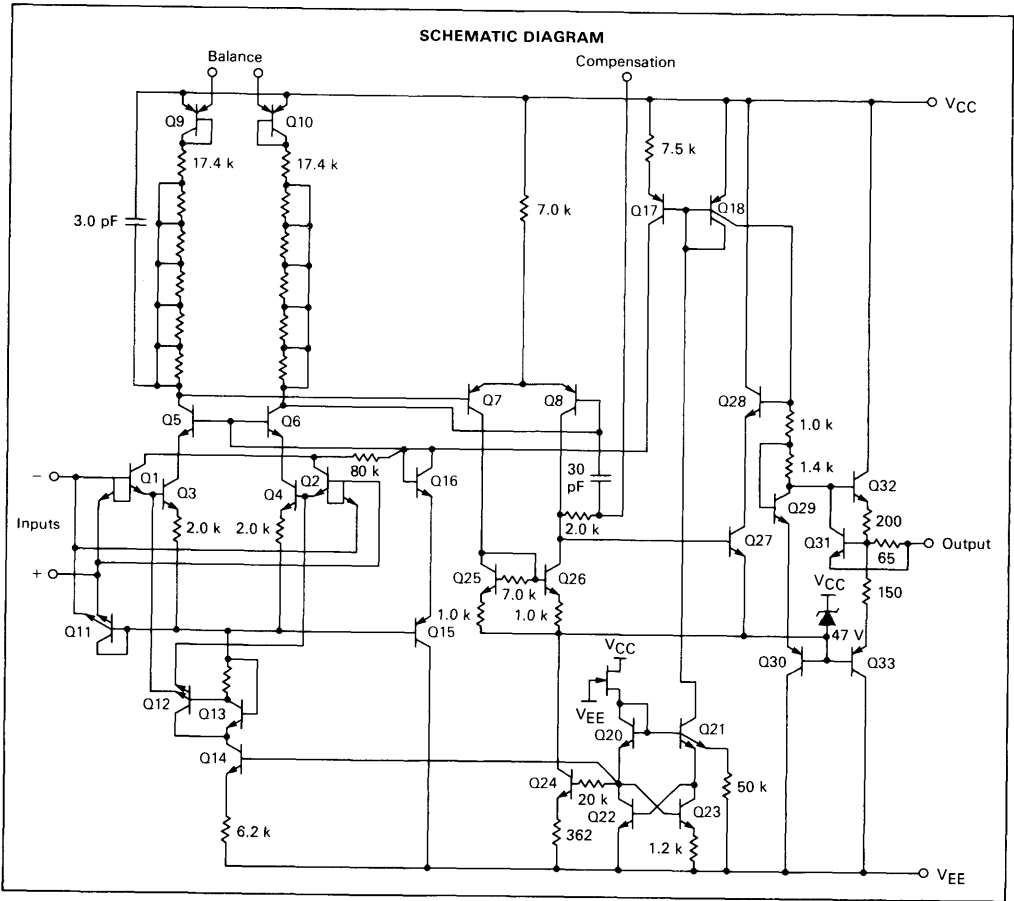 SCHEMATIC DIAGRAM
Balance
Compensation
VCC
Q9
Q10
17.4 k
17.4 k
7.5 k
3.0 pF
7.0 k
Q17
Q18
Q7
Q8
Q28
Q5
Q6
1.0 k
–
Q1
Q3
Q4
Q2
80 k
Q16
30
pF
1.4 k
Q29
Q32
Inputs
2.0 k
2.0 k
2.0 k
Q27
Q31
200
Output
65
+
Q25
7.0 k
Q26
VCC
150
Q11
1.0 k
1.0 k
Q15
47 V
Q30
Q33
Q12
Q13
VCC
VEE
Q20
Q21
Q14
Q24
20 k
50 k
Q22
Q23
6.2 k
362
1.2 k
VEE